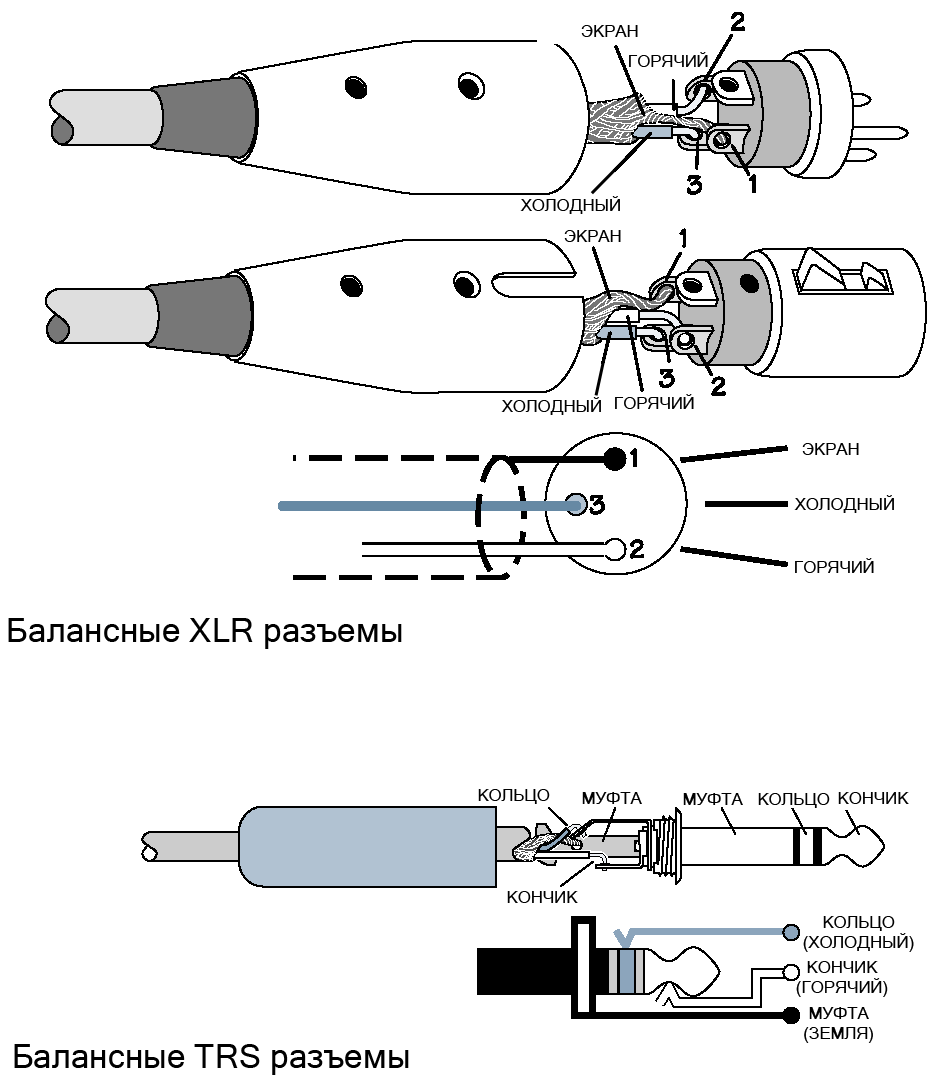 ЭКРАН
2
ГОРЯЧИЙ
3
1
ХОЛОДНЫЙ
ЭКРАН
1
3
2
ХОЛОДНЫЙ ГОРЯЧИЙ
1
ЭКРАН
3
ХОЛОДНЫЙ
2
ГОРЯЧИЙ
Балансные XLR разъемы
КОЛЬЦО
МУФТА
МУФТА
КОЛЬЦО
КОНЧИК
КОНЧИК
КОЛЬЦО
(ХОЛОДНЫЙ)
КОНЧИК
(ГОРЯЧИЙ)
МУФТА
(ЗЕМЛЯ)
Балансные TRS разъемы